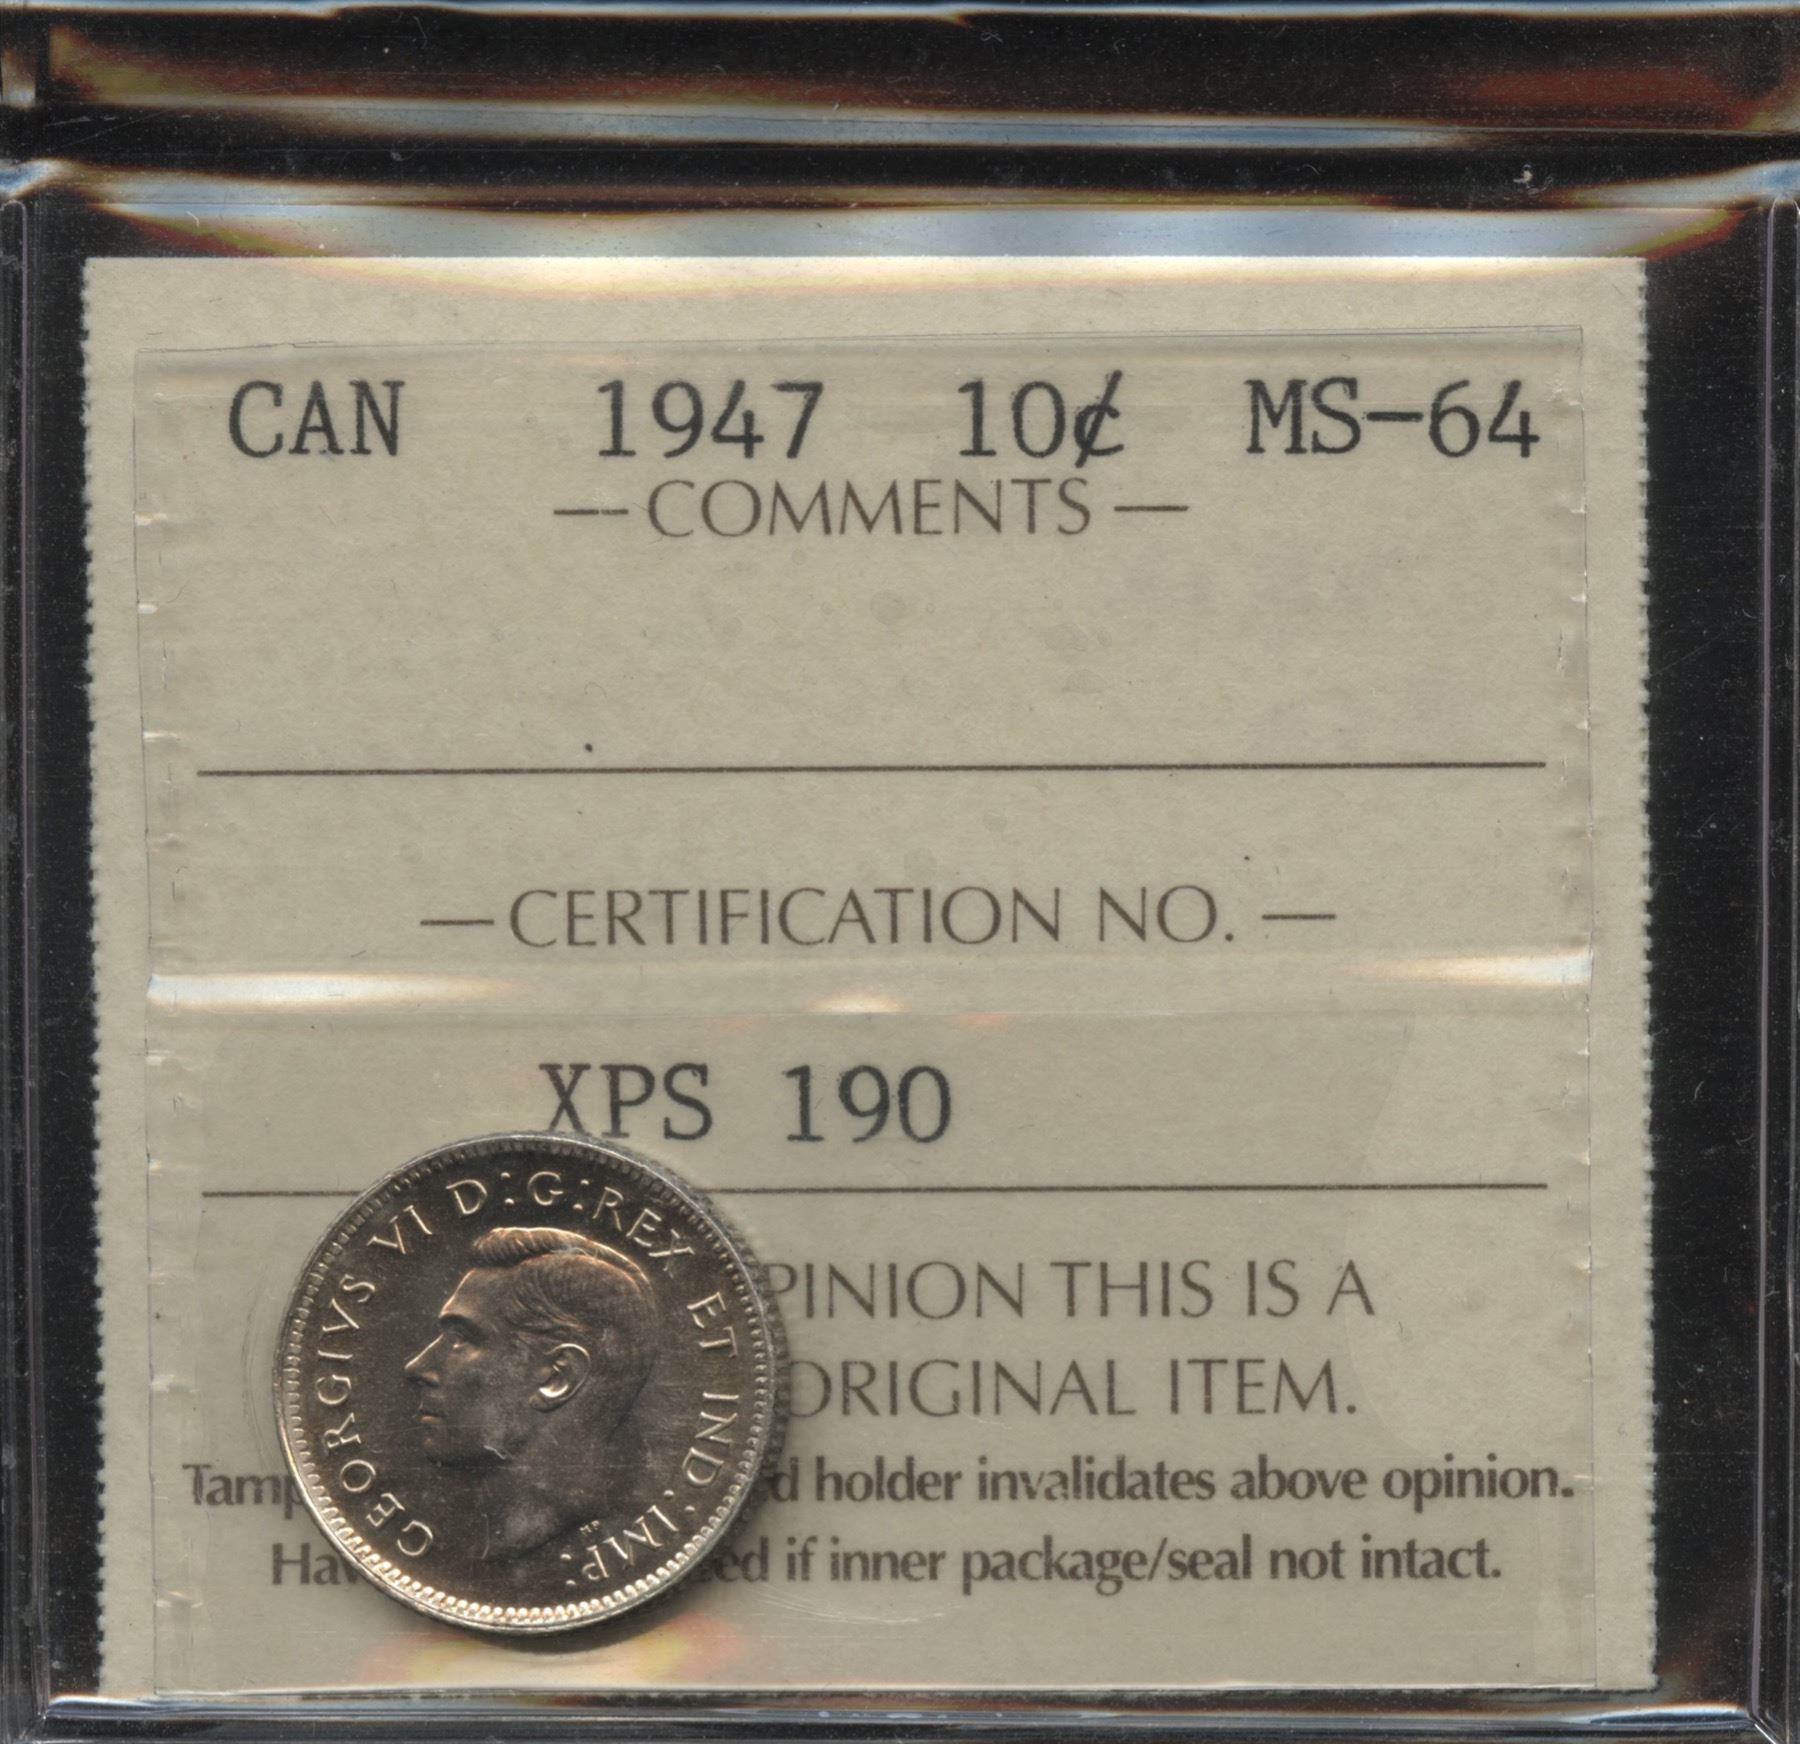 CAN 1947 10¢ MS-64
— COMMENTS —
— CERTIFICATION NO. —
XPS 190
PINION THIS IS A
ORIGINAL ITEM.
Tamp d holder invalidates above opinion.
Hav ed if inner package/seal not intact.
GEORGIVS VI D:G:REX ET IND:IMP:
HP